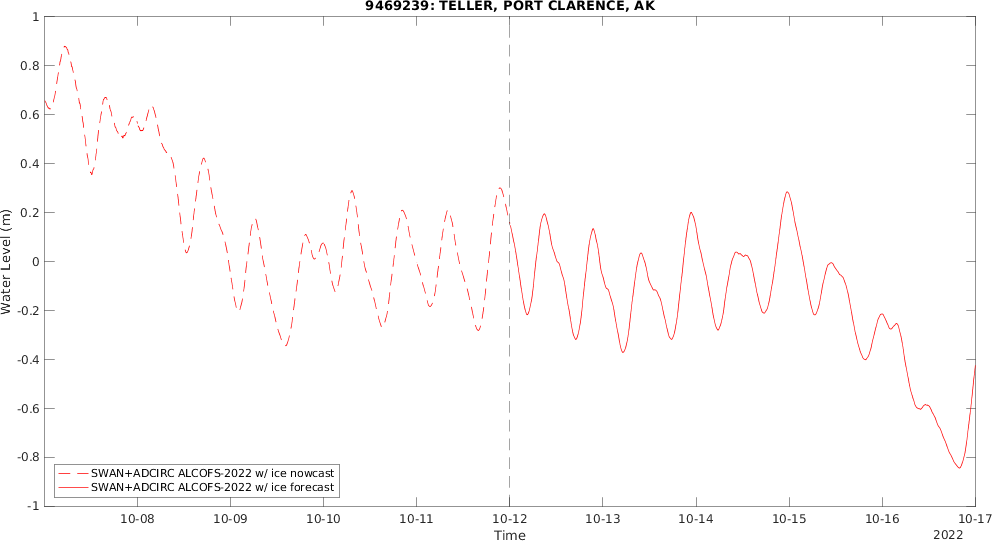 9469239: TELLER, PORT CLARENCE, AK
1
0.8
0.6
0.4
0.2
0
-0.2
-0.4
-0.6
-0.8
-1
Water Level (m)
SWAN+ADCIRC ALCOFS-2022 w/ ice nowcast
SWAN+ADCIRC ALCOFS-2022 w/ ice forecast
10-08 10-09 10-10 10-11 10-12 10-13 10-14 10-15 10-16 10-17
Time
2022